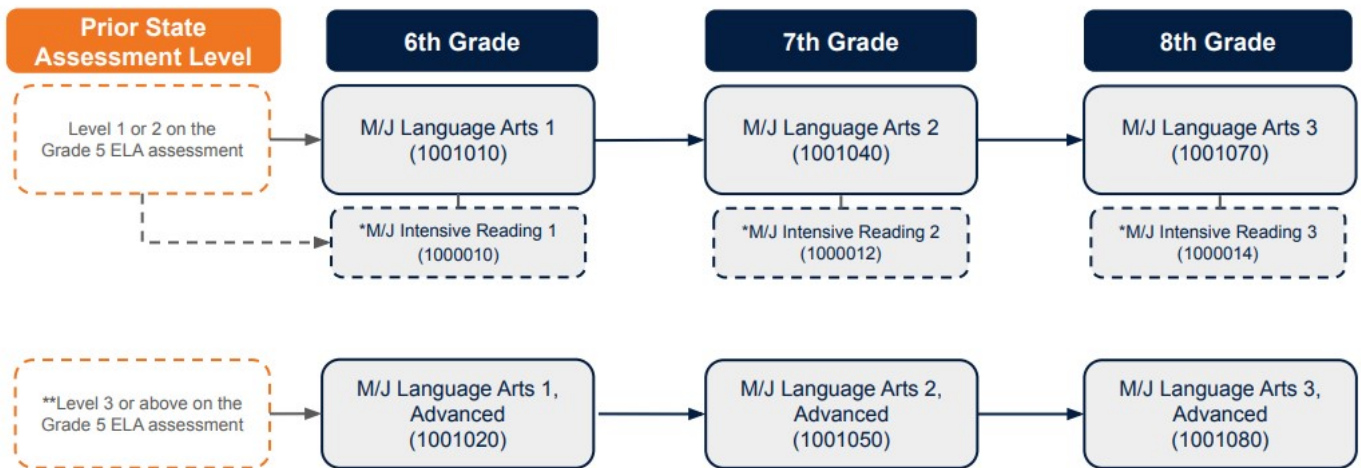 Prior State
Assessment Level
6th Grade
7th Grade
8th Grade
Level 1 or 2 on the
Grade 5 ELA assessment
M/J Language Arts 1
(1001010)
M/J Language Arts 2
(1001040)
M/J Language Arts 3
(1001070)
*M/J Intensive Reading 1
(1000010)
*M/J Intensive Reading 2
(1000012)
*M/J Intensive Reading 3
(1000014)
**Level 3 or above on the
Grade 5 ELA assessment
M/J Language Arts 1,
Advanced
(1001020)
M/J Language Arts 2,
Advanced
(1001050)
M/J Language Arts 3,
Advanced
(1001080)